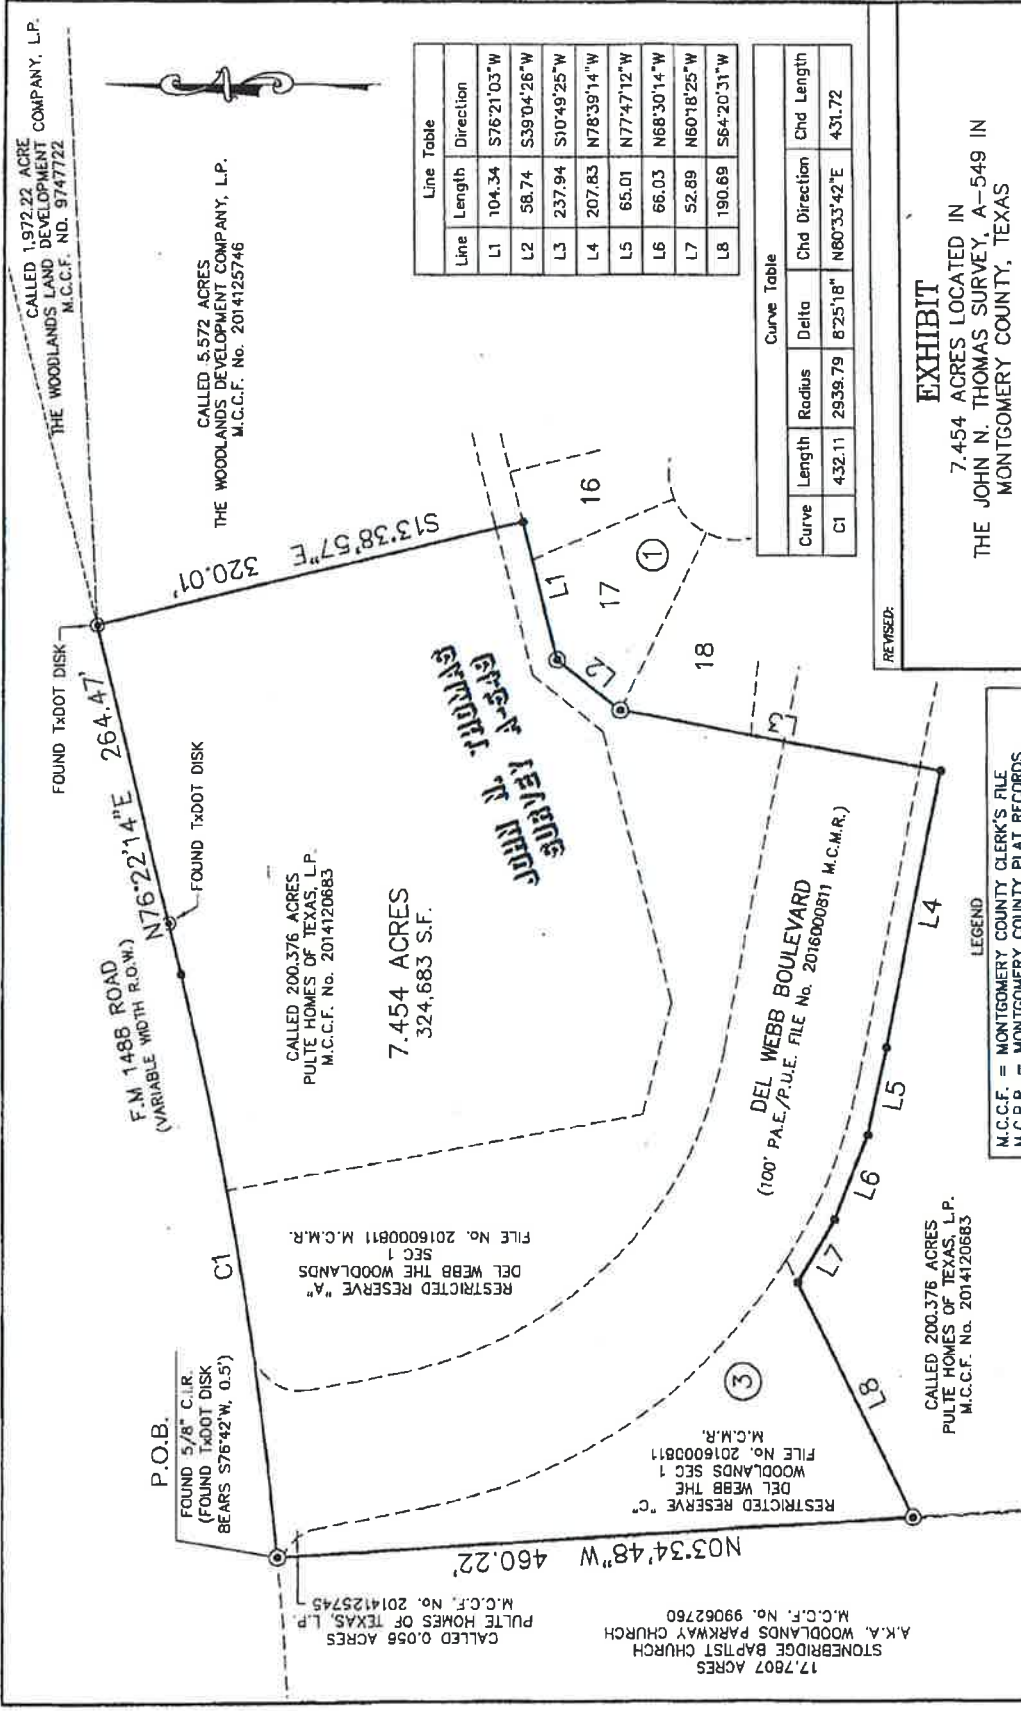 CALLED 1,972.22 ACRE
THE WOODLANDS LAND DEVELOPMENT COMPANY, L.P.
M.C.C.F. NO. 9747722
CALLED 5.572 ACRES
THE WOODLANDS DEVELOPMENT COMPANY, L.P.
M.C.C.F. No. 2014125746
FOUND TxDOT DISK
N76°22'14"E 264.47'
FOUND TxDOT DISK
S13°38'57"E 320.01'
F.M 1488 ROAD
(VARIABLE WIDTH R.O.W.)
P.O.B.
FOUND 5/8" C.I.R.
(FOUND TxDOT DISK
BEARS S76°42'W, 0.5')
C1
CALLED 200.376 ACRES
PULTE HOMES OF TEXAS, L.P.
M.C.C.F. No. 2014120683
7.454 ACRES
324,683 S.F.
JOHN N. THOMAS
SURVEY A-549
RESTRICTED RESERVE "A"
DEL WEBB THE WOODLANDS
SEC 1
FILE No. 2016000811 M.C.M.R.
DEL WEBB BOULEVARD
(100' P.A.E./P.U.E. FILE No. 2016000811 M.C.M.R.)
RESTRICTED RESERVE "C"
DEL WEBB THE
WOODLANDS SEC 1
FILE No. 2016000811
M.C.M.R.
3
N03°34'48"W 460.22'
CALLED 0.056 ACRES
PULTE HOMES OF TEXAS, L.P.
M.C.C.F. No. 2014125745
17.7807 ACRES
STONEBRIDGE BAPTIST CHURCH
A.K.A. WOODLANDS PARKWAY CHURCH
M.C.C.F. No. 99062760
CALLED 200.376 ACRES
PULTE HOMES OF TEXAS, L.P.
M.C.C.F. No. 2014120683
L1
L2
L3
L4
L5
L6
L7
L8
16
17
18
1
Line Table
Line Length Direction
L1 104.34 S76°21'03"W
L2 58.74 S39°04'26"W
L3 237.94 S10°49'25"W
L4 207.83 N78°39'14"W
L5 65.01 N77°47'12"W
L6 66.03 N68°30'14"W
L7 52.89 N60°18'25"W
L8 190.69 S64°20'31"W
Curve Table
Curve Length Radius Delta Chd Direction Chd Length
C1 432.11 2939.79 8°25'18" N80°33'42"E 431.72
REVISED:
EXHIBIT
7.454 ACRES LOCATED IN
THE JOHN N. THOMAS SURVEY, A-549 IN
MONTGOMERY COUNTY, TEXAS
LEGEND
M.C.C.F. = MONTGOMERY COUNTY CLERK'S FILE
M.C.P.R. = MONTGOMERY COUNTY PLAT RECORDS